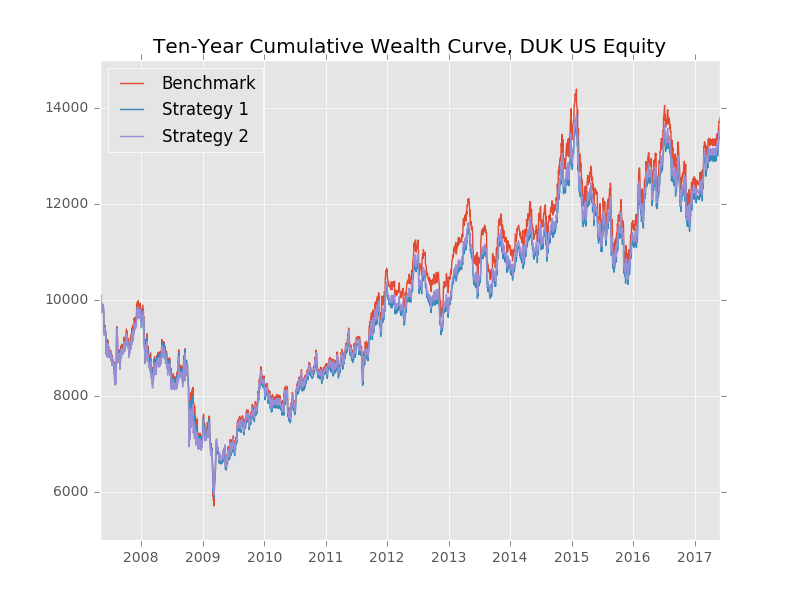 Ten-Year Cumulative Wealth Curve, DUK US Equity
Benchmark
Strategy 1
Strategy 2
14000
12000
10000
8000
6000
2008 2009 2010 2011 2012 2013 2014 2015 2016 2017